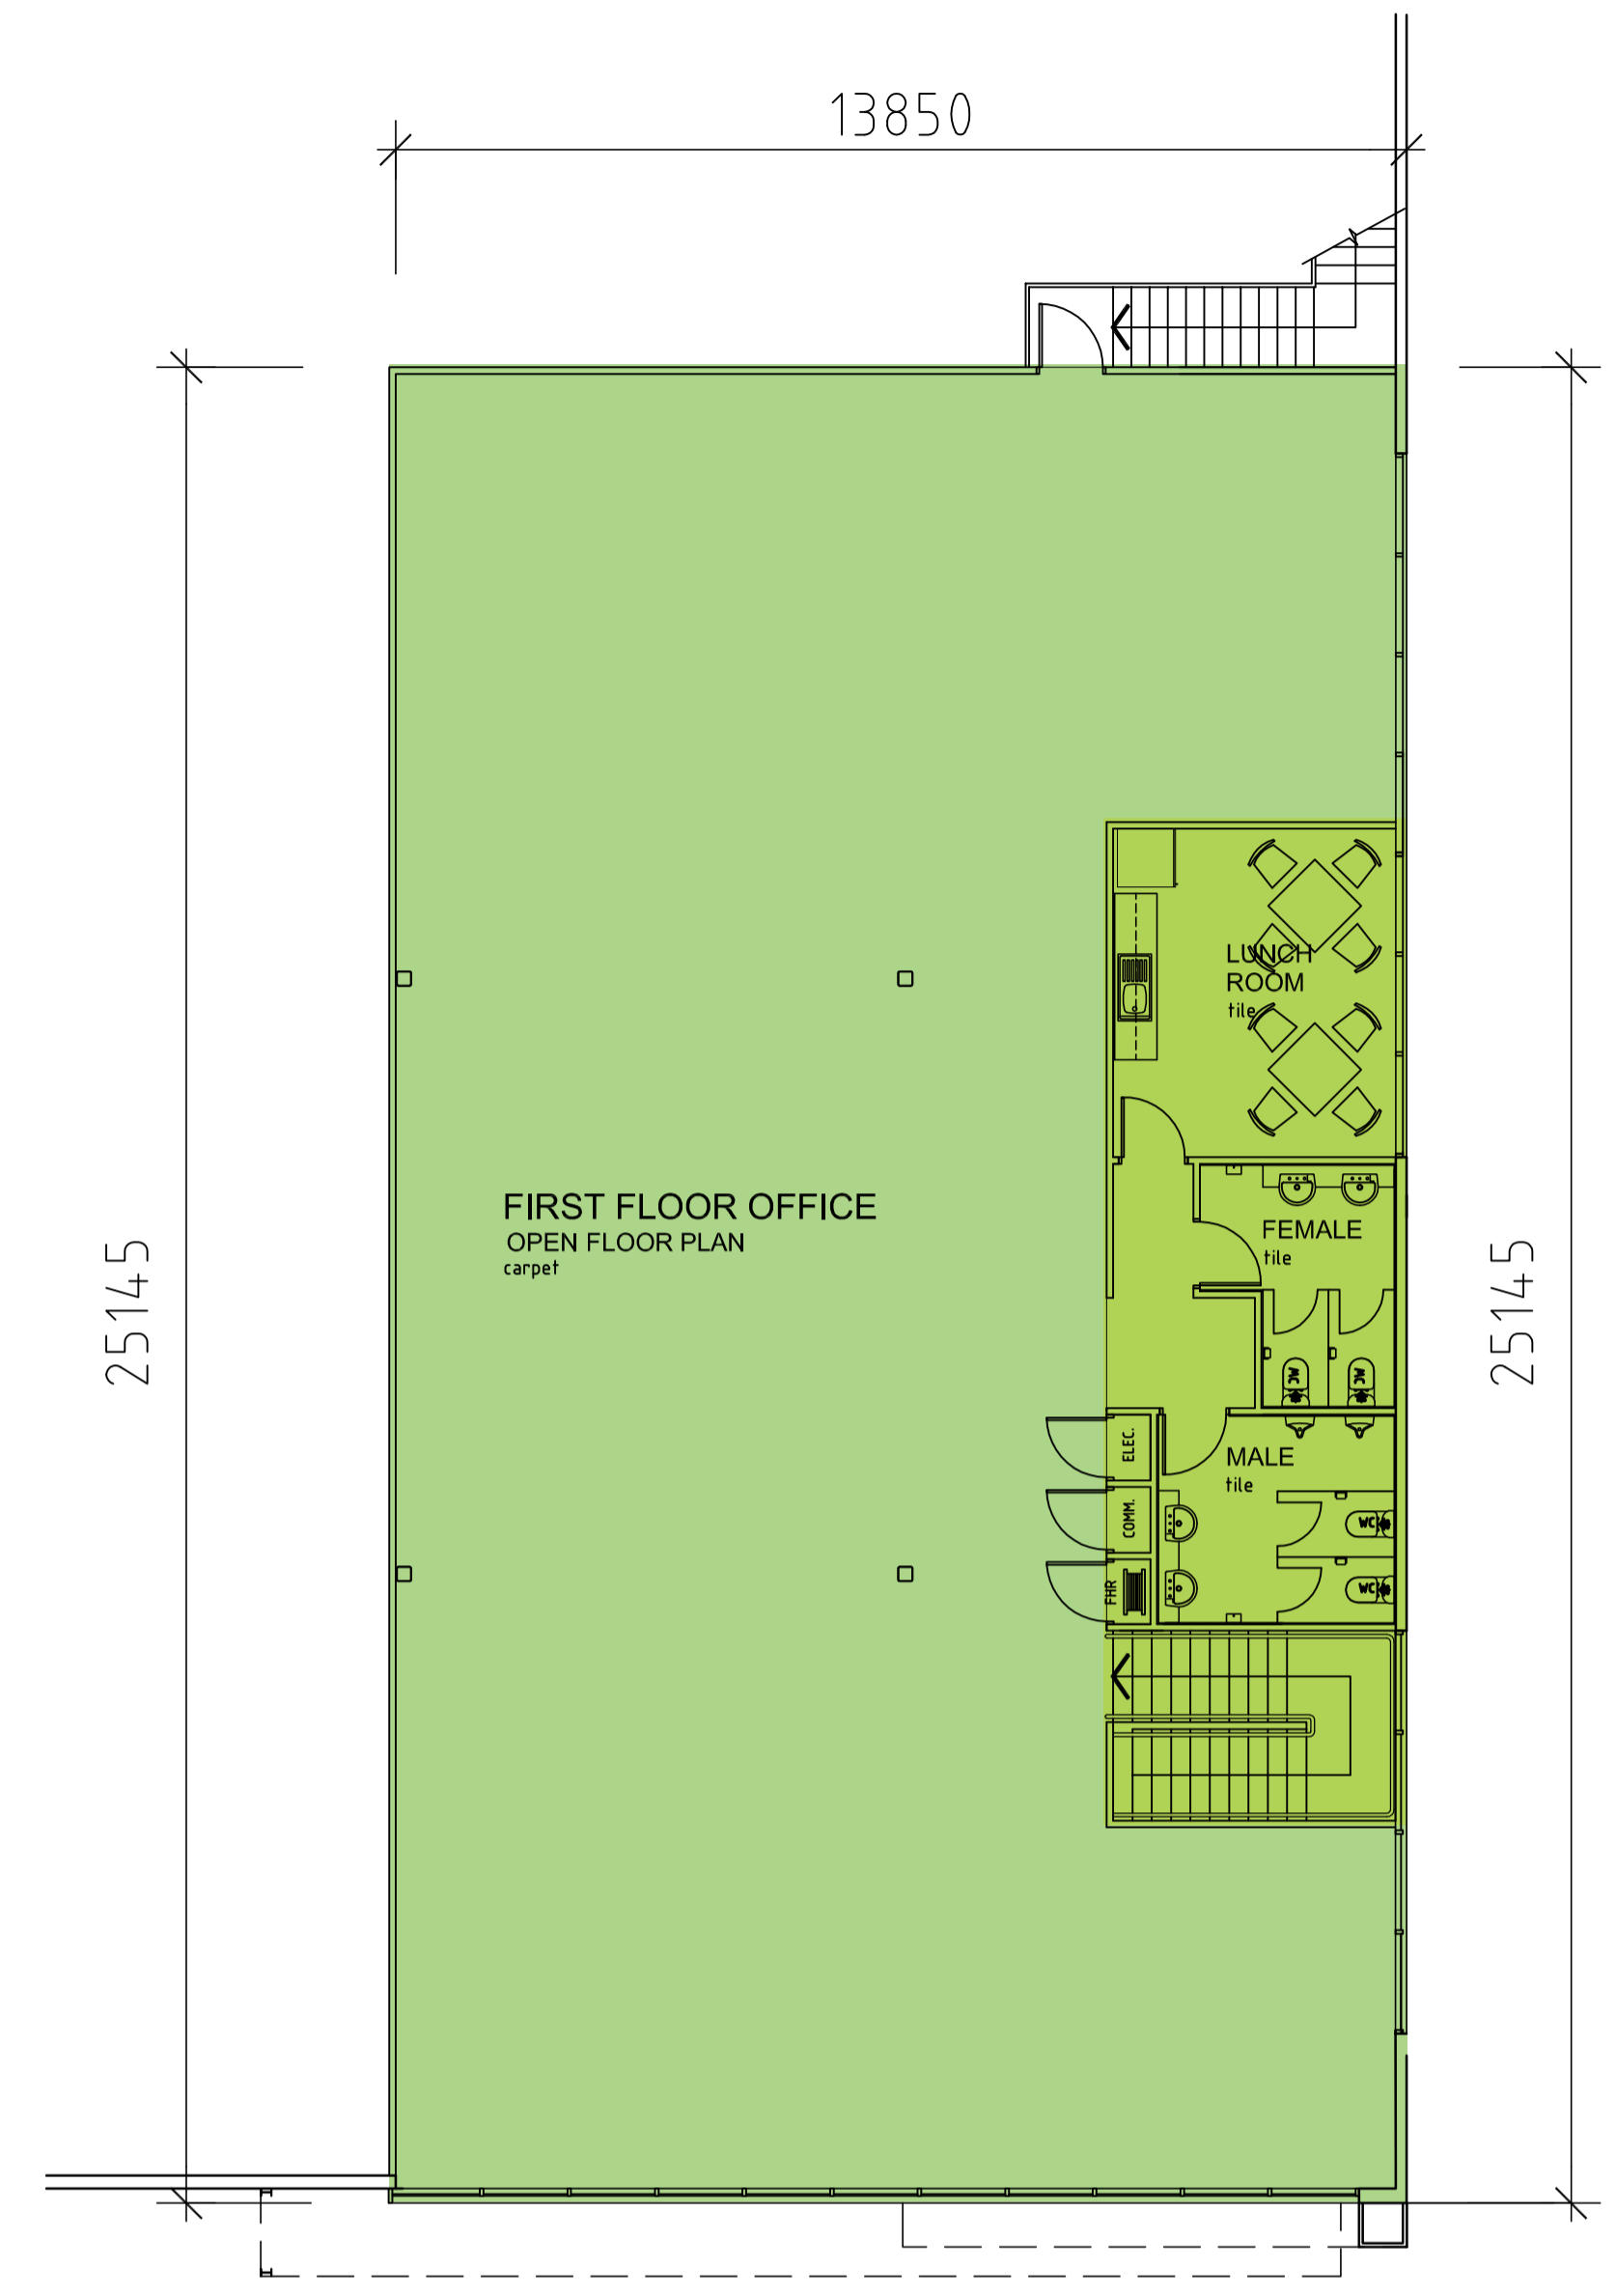 13850
LUNCH
ROOM
tile
FIRST FLOOR OFFICE
OPEN FLOOR PLAN
carpet
FEMALE
tile
25145
25145
WC
WC
ELEC.
MALE
tile
COMM.
WC
FHR
WC